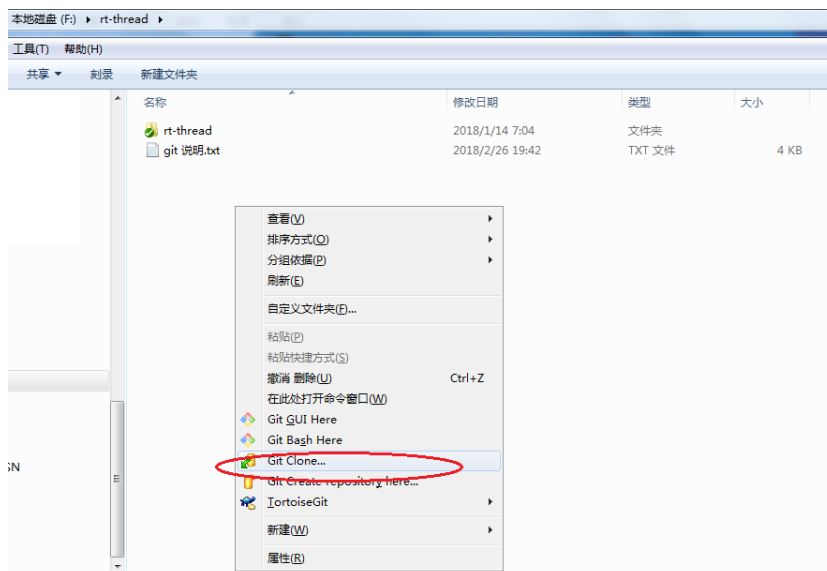 本地磁盘 (F:) ▸ rt-thread ▸
工具(T) 帮助(H)
共享 ▼ 刻录 新建文件夹
名称 修改日期 类型 大小
rt-thread 2018/1/14 7:04 文件夹
git 说明.txt 2018/2/26 19:42 TXT 文件 4 KB
查看(V)
排序方式(O)
分组依据(P)
刷新(E)
自定义文件夹(F)...
粘贴(P)
粘贴快捷方式(S)
撤消 删除(U) Ctrl+Z
在此处打开命令窗口(W)
Git GUI Here
Git Bash Here
Git Clone...
SN
Git Create repository here...
TortoiseGit
新建(W)
属性(R)